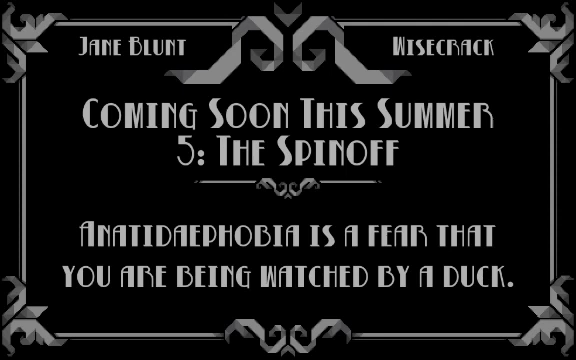 Jane Blunt
Wisecrack
Coming Soon This Summer
5: The Spinoff
Anatidaephobia is a fear that
you are being watched by a duck.